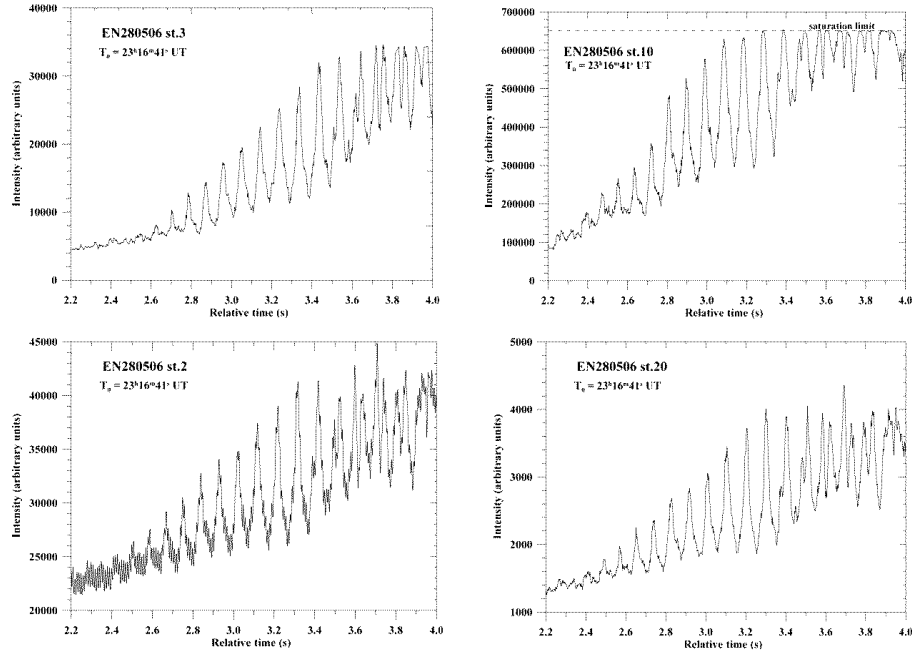 EN280506 st.3
T₀ = 23ʰ16ᵐ41ˢ UT
Intensity (arbitrary units)
40000
30000
20000
10000
0
2.2 2.4 2.6 2.8 3.0 3.2 3.4 3.6 3.8 4.0
Relative time (s)
saturation limit
EN280506 st.10
T₀ = 23ʰ16ᵐ41ˢ UT
Intensity (arbitrary units)
700000
600000
500000
400000
300000
200000
100000
0
2.2 2.4 2.6 2.8 3.0 3.2 3.4 3.6 3.8 4.0
Relative time (s)
EN280506 st.2
T₀ = 23ʰ16ᵐ41ˢ UT
Intensity (arbitrary units)
45000
40000
35000
30000
25000
20000
2.2 2.4 2.6 2.8 3.0 3.2 3.4 3.6 3.8 4.0
Relative time (s)
EN280506 st.20
T₀ = 23ʰ16ᵐ41ˢ UT
Intensity (arbitrary units)
5000
4000
3000
2000
1000
2.2 2.4 2.6 2.8 3.0 3.2 3.4 3.6 3.8 4.0
Relative time (s)